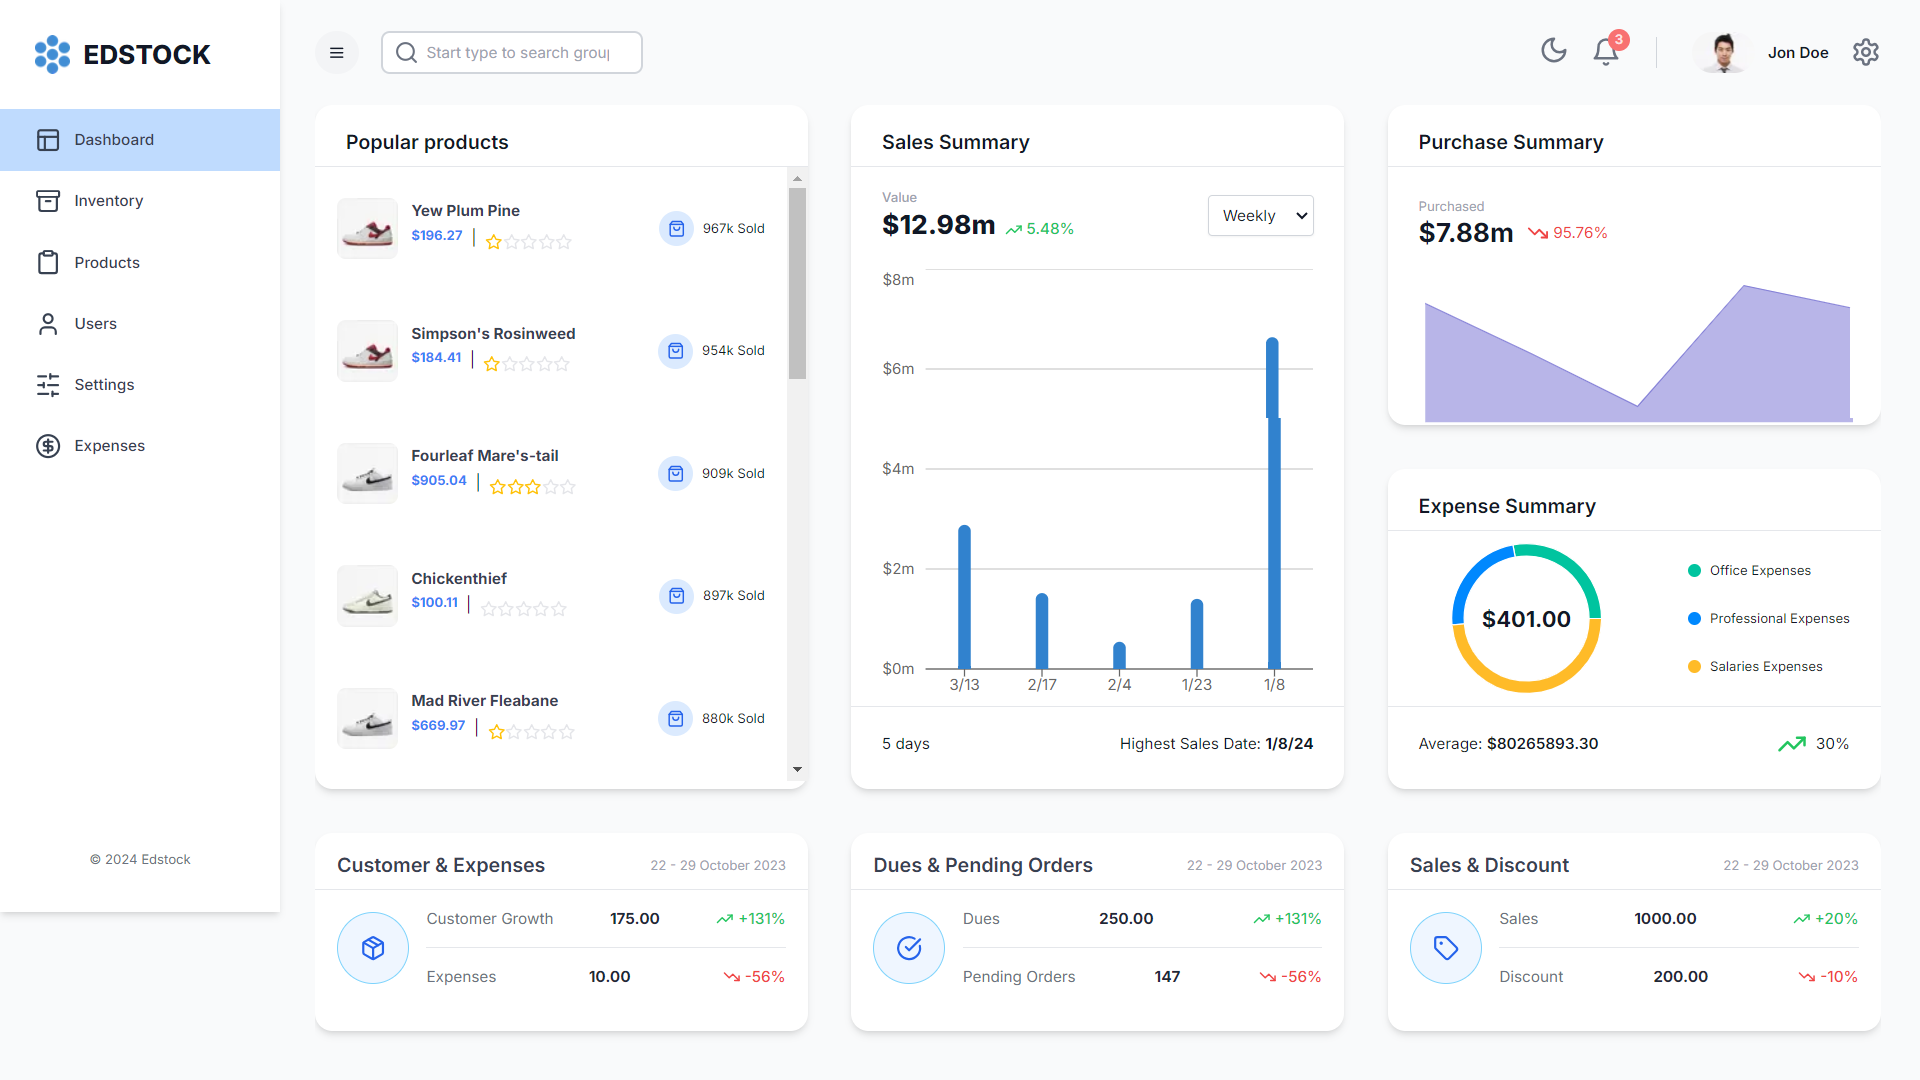 EDSTOCK
Dashboard
Inventory
Products
Users
Settings
Expenses
© 2024 Edstock
Start type to search grou
3
Jon Doe
Popular products
Yew Plum Pine
$196.27
967k Sold
Simpson's Rosinweed
$184.41
954k Sold
Fourleaf Mare's-tail
$905.04
909k Sold
Chickenthief
$100.11
897k Sold
Mad River Fleabane
$669.97
880k Sold
Sales Summary
Value
$12.98m 5.48%
Weekly
$8m
$6m
$4m
$2m
$0m
3/13 2/17 2/4 1/23 1/8
5 days
Highest Sales Date: 1/8/24
Purchase Summary
Purchased
$7.88m 95.76%
Expense Summary
$401.00
Office Expenses
Professional Expenses
Salaries Expenses
Average: $80265893.30
30%
Customer & Expenses
22 - 29 October 2023
Customer Growth 175.00 +131%
Expenses 10.00 -56%
Dues & Pending Orders
22 - 29 October 2023
Dues 250.00 +131%
Pending Orders 147 -56%
Sales & Discount
22 - 29 October 2023
Sales 1000.00 +20%
Discount 200.00 -10%